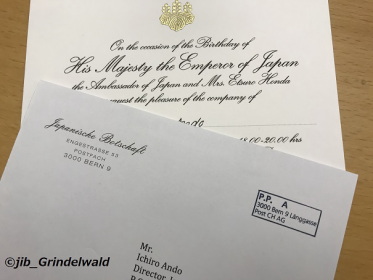 On the occasion of the Birthday of
His Majesty the Emperor of Japan
the Ambassador of Japan and Mrs. Etsuro Honda
request the pleasure of the company of
18.00-20.00 hrs
Japanische Botschaft
ENGESTRASSE 53
POSTFACH
3000 BERN 9
P.P. A
3000 Bern 9 Länggasse
Post CH AG
Mr.
Ichiro Ando
Director, J
©jib_Grindelwald